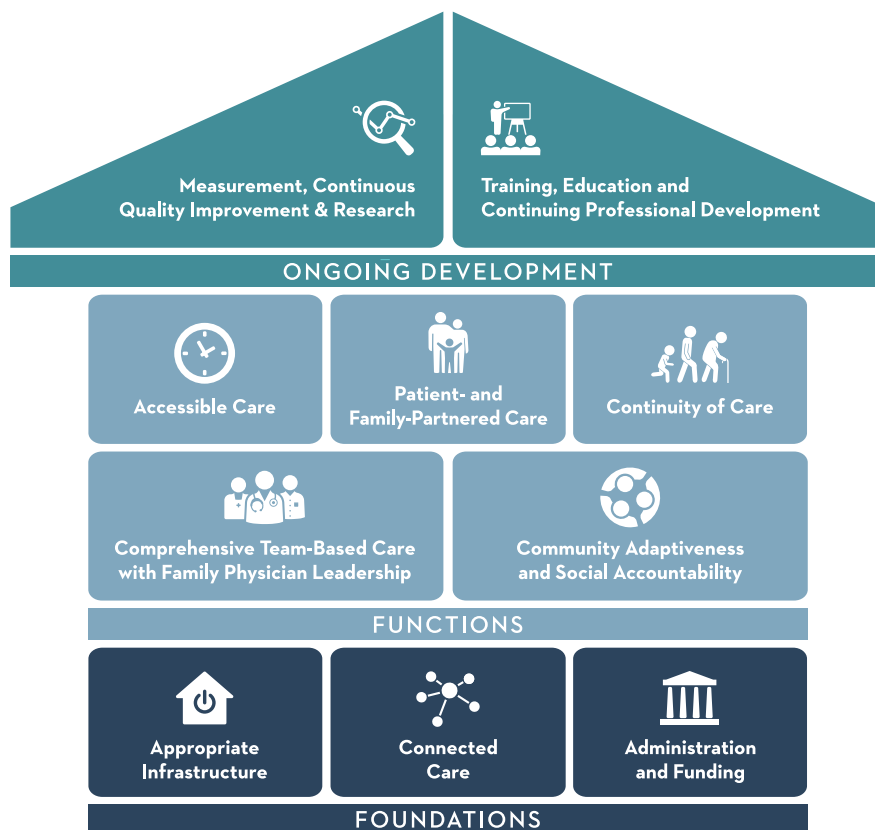 Measurement, Continuous
Quality Improvement & Research
Training, Education and
Continuing Professional Development
ONGOING DEVELOPMENT
Accessible Care
Patient- and
Family-Partnered Care
Continuity of Care
Comprehensive Team-Based Care
with Family Physician Leadership
Community Adaptiveness
and Social Accountability
FUNCTIONS
Appropriate
Infrastructure
Connected
Care
Administration
and Funding
FOUNDATIONS